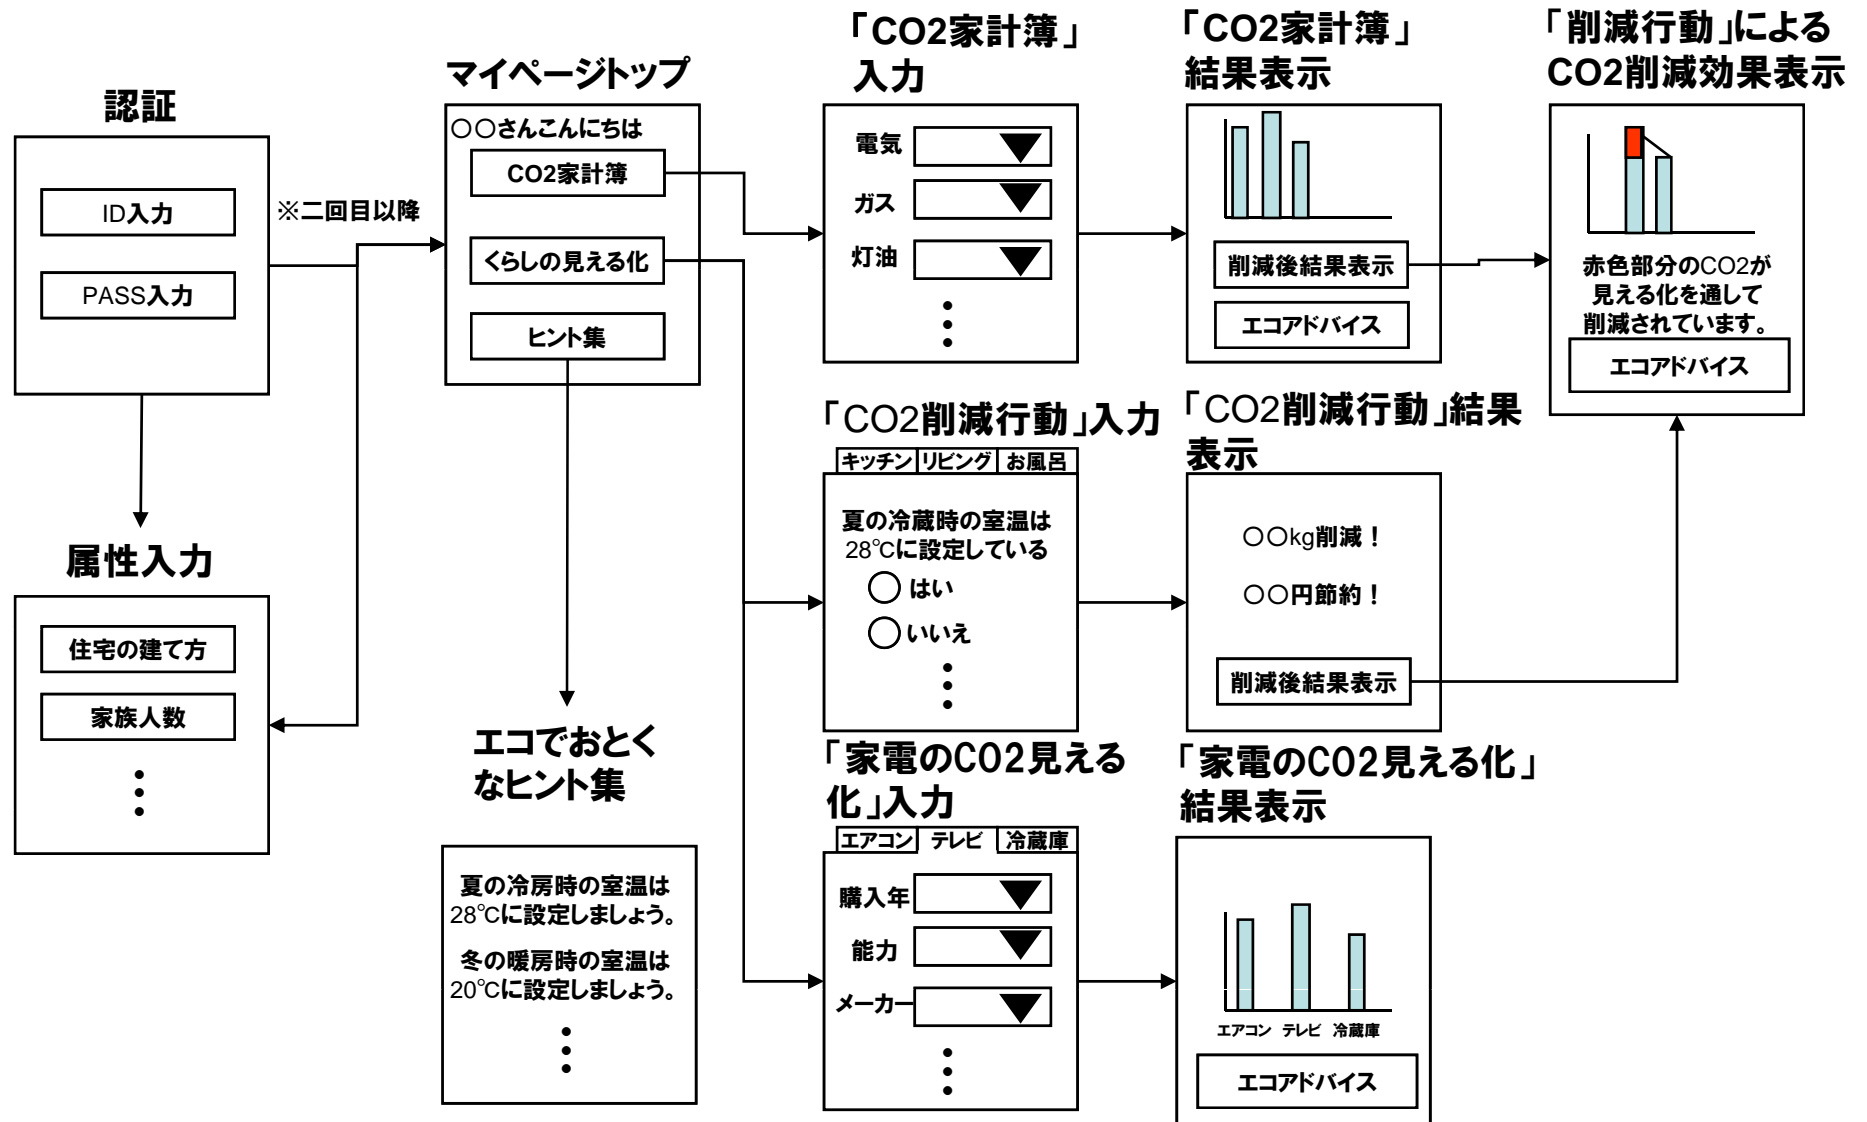 認証
ID入力
PASS入力
※二回目以降
属性入力
住宅の建て方
家族人数
マイページトップ
〇〇さんこんにちは
CO2家計簿
くらしの見える化
ヒント集
エコでおとく
なヒント集
夏の冷房時の室温は
28℃に設定しましょう。
冬の暖房時の室温は
20℃に設定しましょう。
「CO2家計簿」
入力
電気
ガス
灯油
「CO2家計簿」
結果表示
削減後結果表示
エコアドバイス
「削減行動」による
CO2削減効果表示
赤色部分のCO2が
見える化を通して
削減されています。
エコアドバイス
「CO2削減行動」入力
キッチン リビング お風呂
夏の冷蔵時の室温は
28℃に設定している
はい
いいえ
「CO2削減行動」結果
表示
〇〇kg削減！
〇〇円節約！
削減後結果表示
「家電のCO2見える
化」入力
エアコン テレビ 冷蔵庫
購入年
能力
メーカー
「家電のCO2見える化」
結果表示
エアコン テレビ 冷蔵庫
エコアドバイス